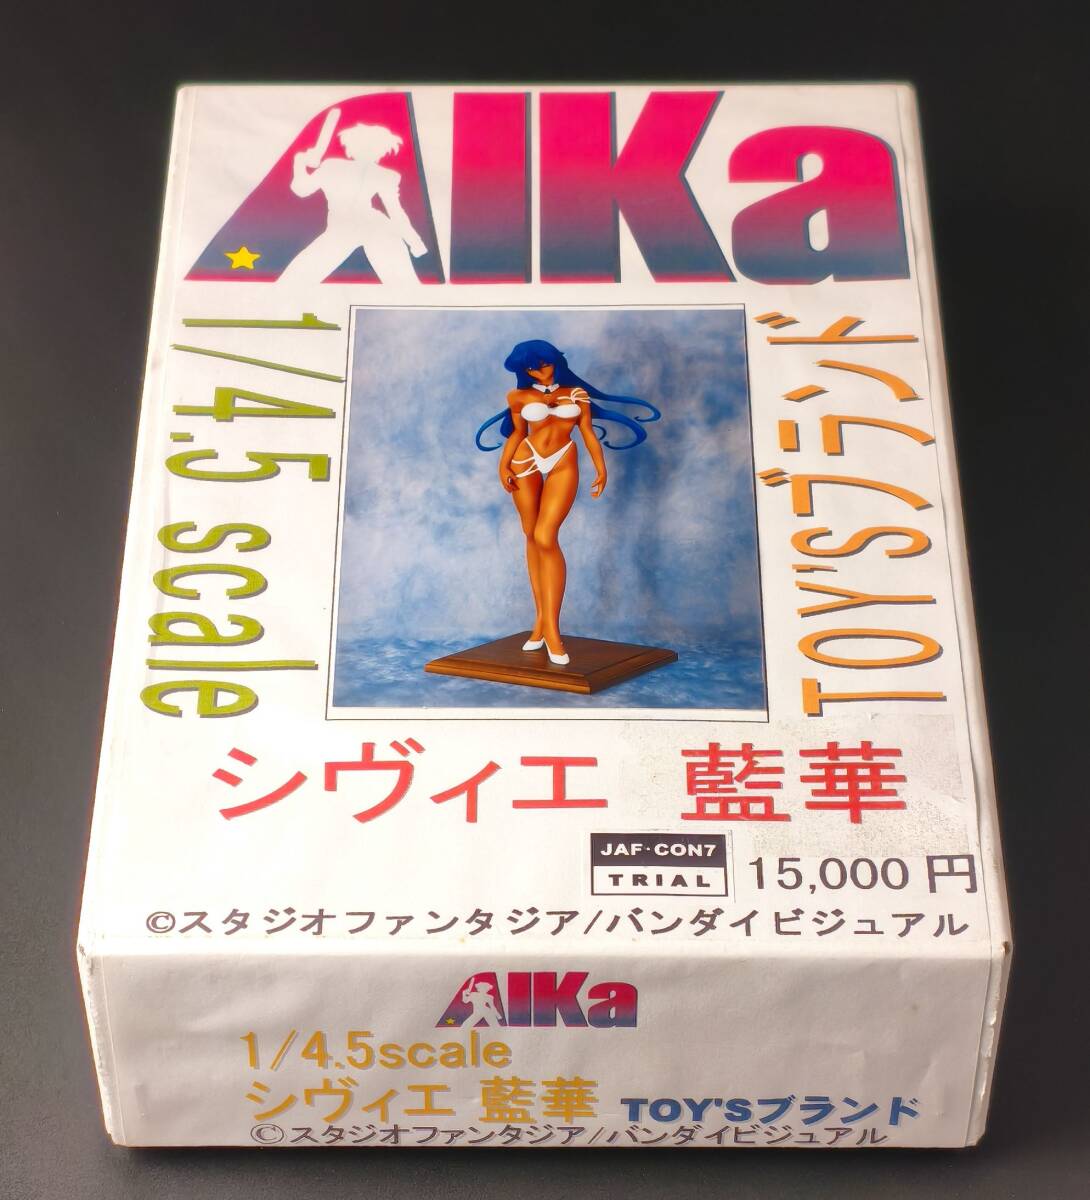 AIKa
1/4.5 scale
TOY'Sブランド
シヴィエ 藍華
JAF·CON7
TRIAL
15,000 円
©スタジオファンタジア/バンダイビジュアル
AIKa
1/4.5scale
シヴィエ 藍華 TOY'Sブランド
©スタジオファンタジア/バンダイビジュアル